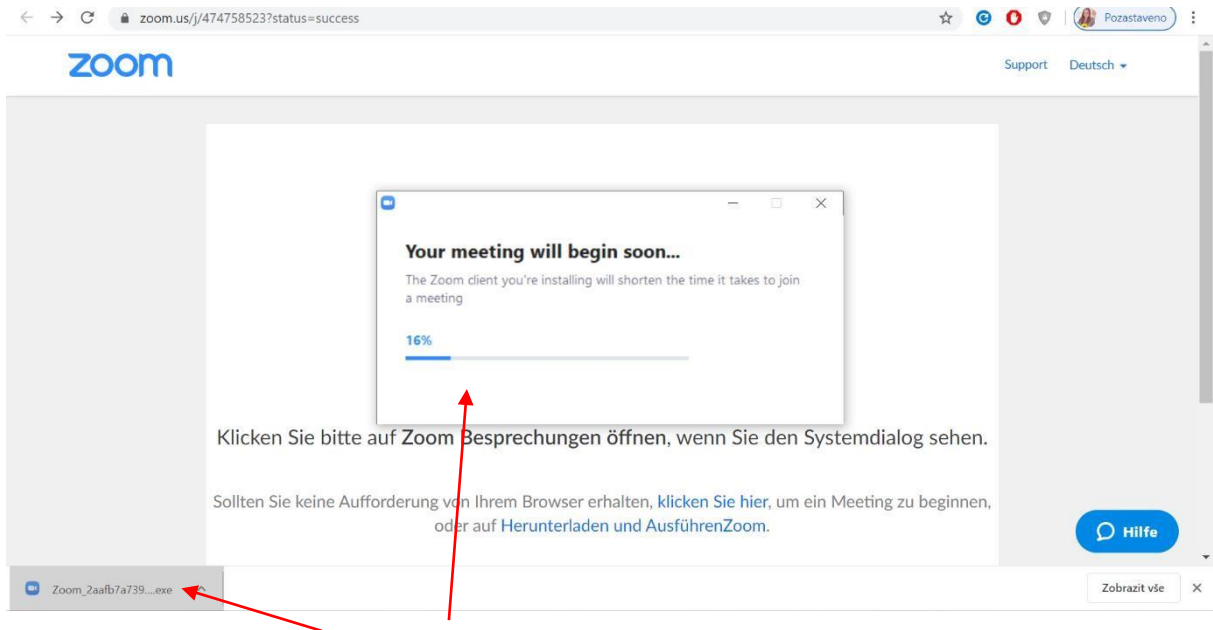 zoom.us/j/474758523?status=success
Pozastaveno
zoom
Support
Deutsch
Your meeting will begin soon...
The Zoom client you're installing will shorten the time it takes to join
a meeting
16%
Klicken Sie bitte auf Zoom Besprechungen öffnen, wenn Sie den Systemdialog sehen.
Sollten Sie keine Aufforderung von Ihrem Browser erhalten, klicken Sie hier, um ein Meeting zu beginnen,
oder auf Herunterladen und AusführenZoom.
Hilfe
Zoom_2aafb7a739....exe
Zobrazit vše